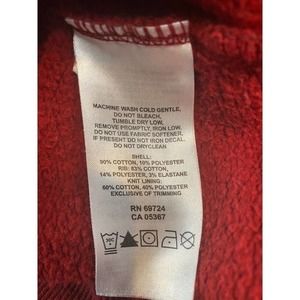 MACHINE WASH COLD GENTLE,
DO NOT BLEACH,
TUMBLE DRY LOW,
REMOVE PROMPTLY, IRON LOW.
DO NOT USE FABRIC SOFTENER.
IF PRESENT DO NOT IRON DECAL.
DO NOT DRYCLEAN
SHELL:
90% COTTON, 10% POLYESTER
RIB: 83% COTTON,
14% POLYESTER, 3% ELASTANE
KNIT LINING:
60% COTTON, 40% POLYESTER
EXCLUSIVE OF TRIMMING
RN 69724
CA 05367
30C